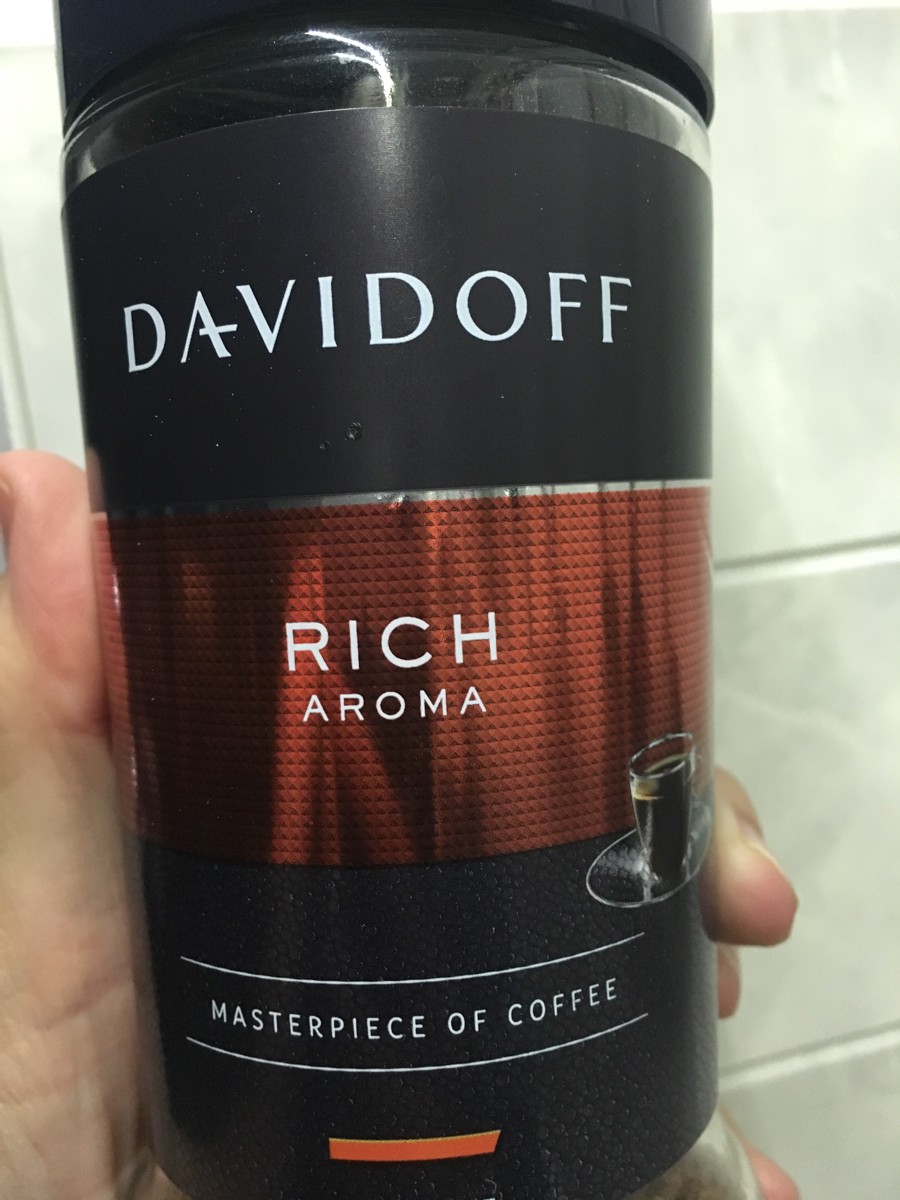 DAVIDOFF
RICH
AROMA
MASTERPIECE OF COFFEE